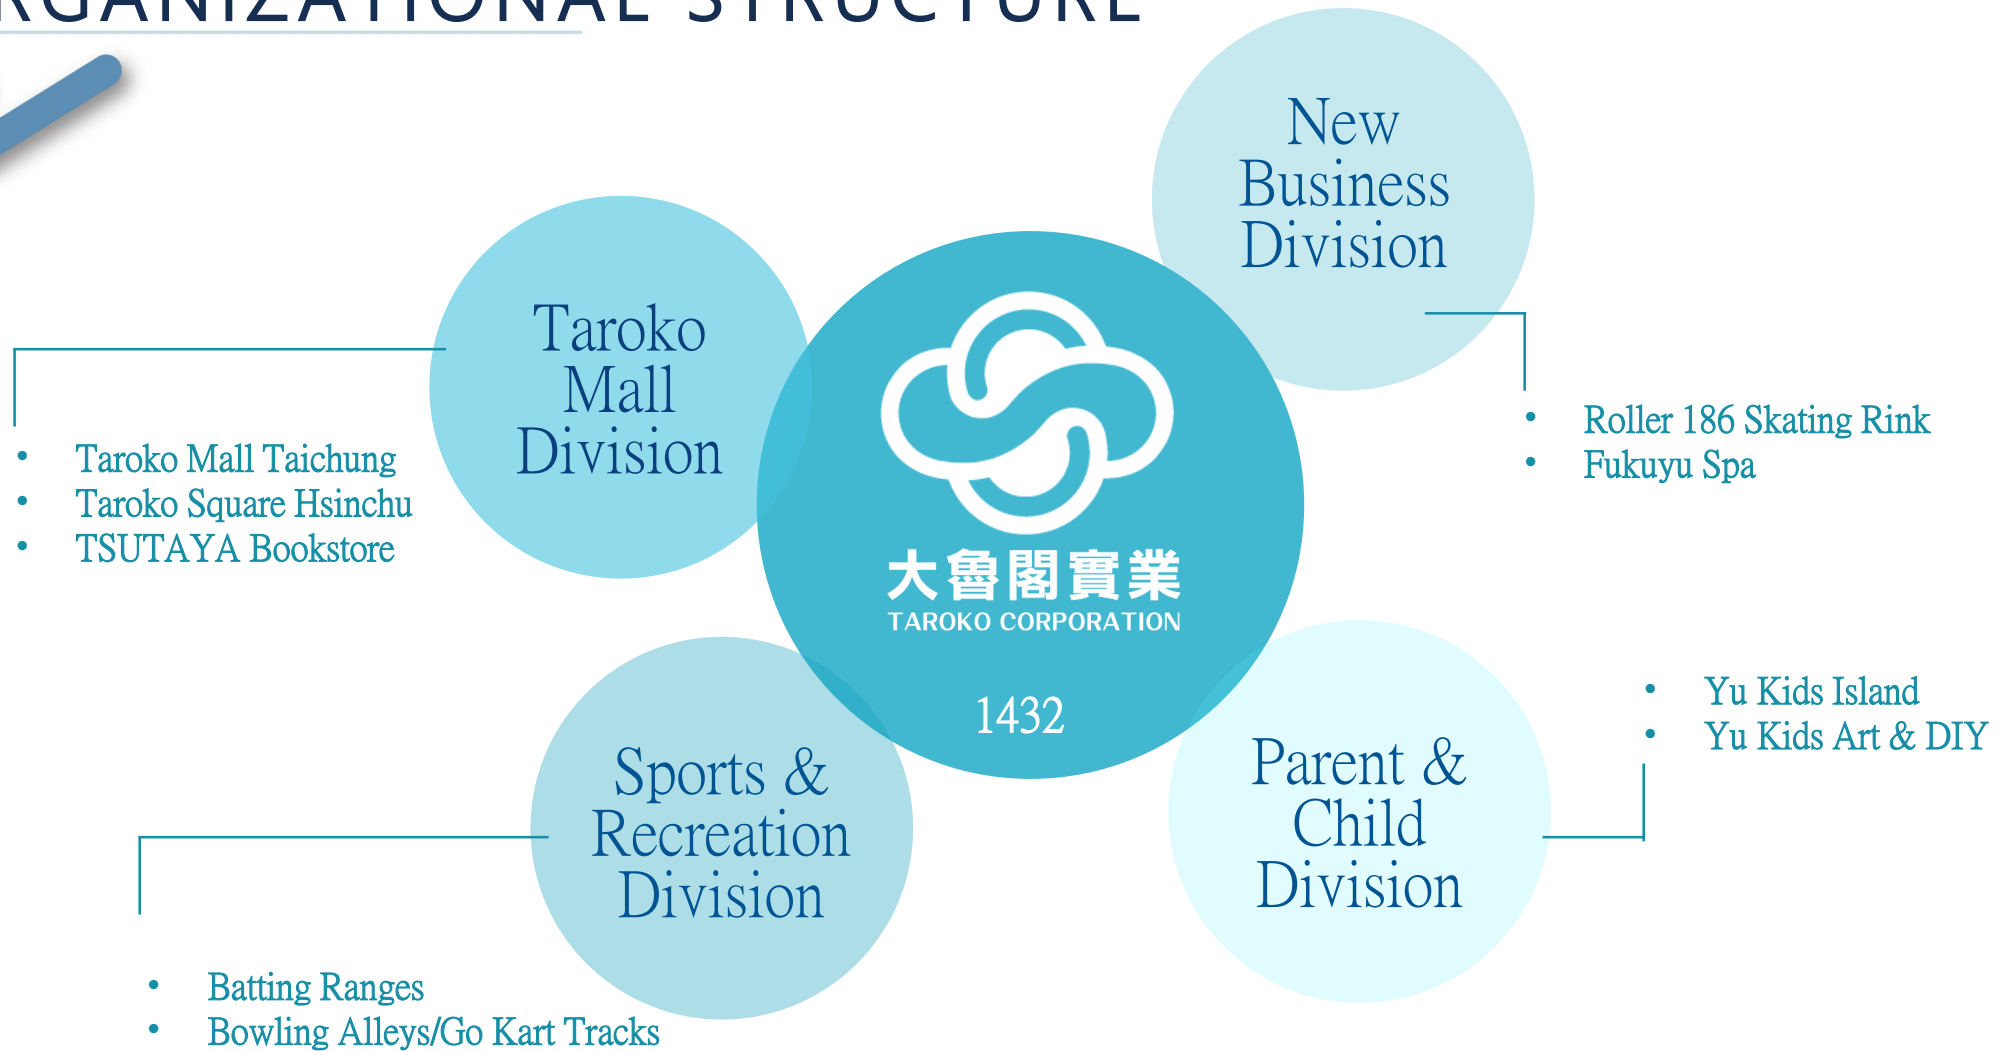 RGANIZATIONAL STRUCTURE
New
Business
Division
Taroko
Mall
Division
• Taroko Mall Taichung
• Taroko Square Hsinchu
• TSUTAYA Bookstore
• Roller 186 Skating Rink
• Fukuyu Spa
大魯閣實業
TAROKO CORPORATION
1432
• Yu Kids Island
• Yu Kids Art & DIY
Sports &
Recreation
Division
Parent &
Child
Division
• Batting Ranges
• Bowling Alleys/Go Kart Tracks